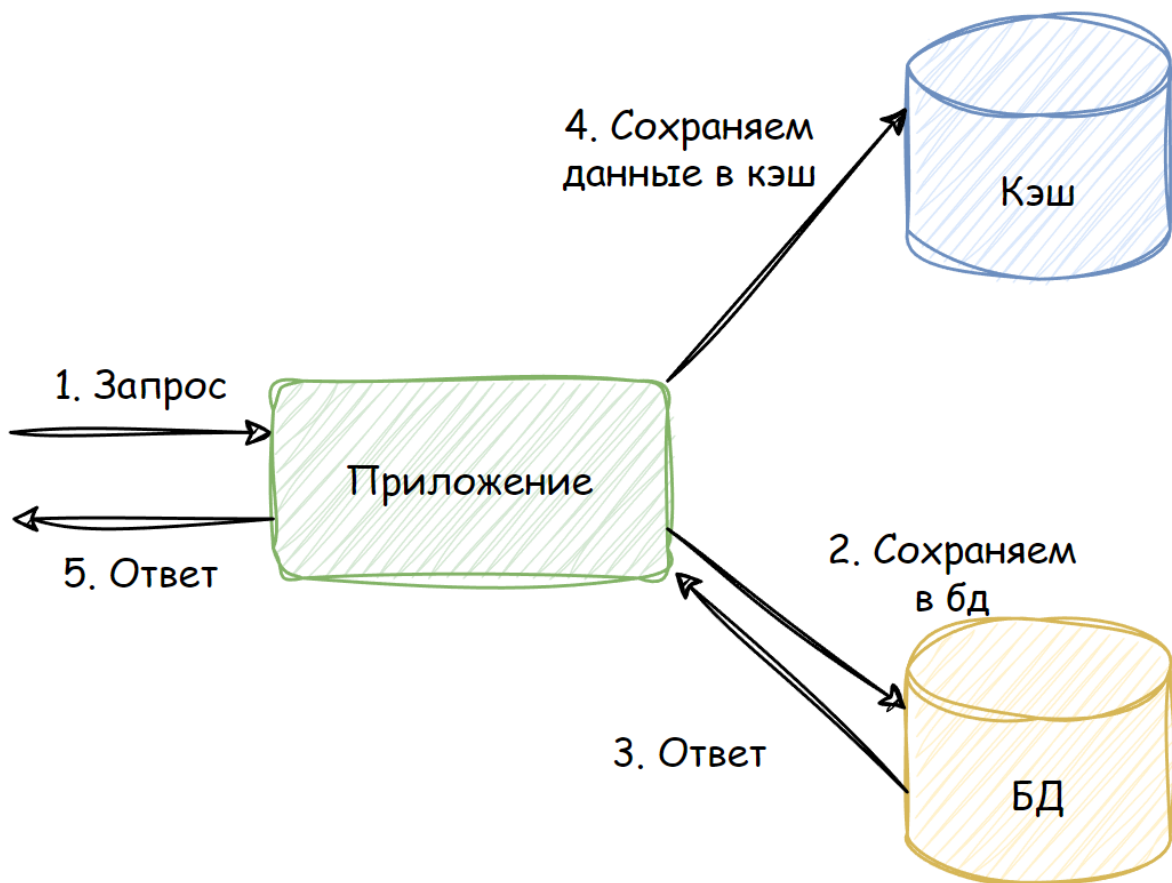 4. Сохраняем
данные в кэш
Кэш
1. Запрос
Приложение
5. Ответ
2. Сохраняем
в бд
3. Ответ
БД